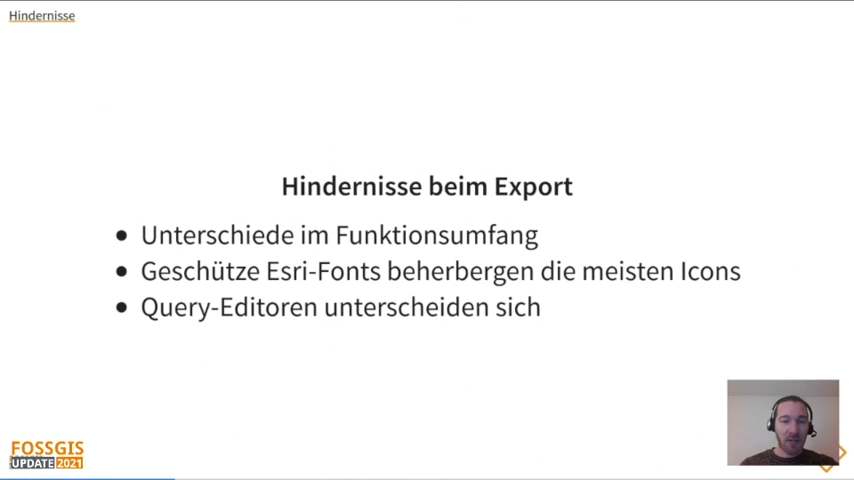 Hindernisse
Hindernisse beim Export
Unterschiede im Funktionsumfang
Geschütze Esri-Fonts beherbergen die meisten Icons
Query-Editoren unterscheiden sich
FOSSGIS
UPDATE 2021